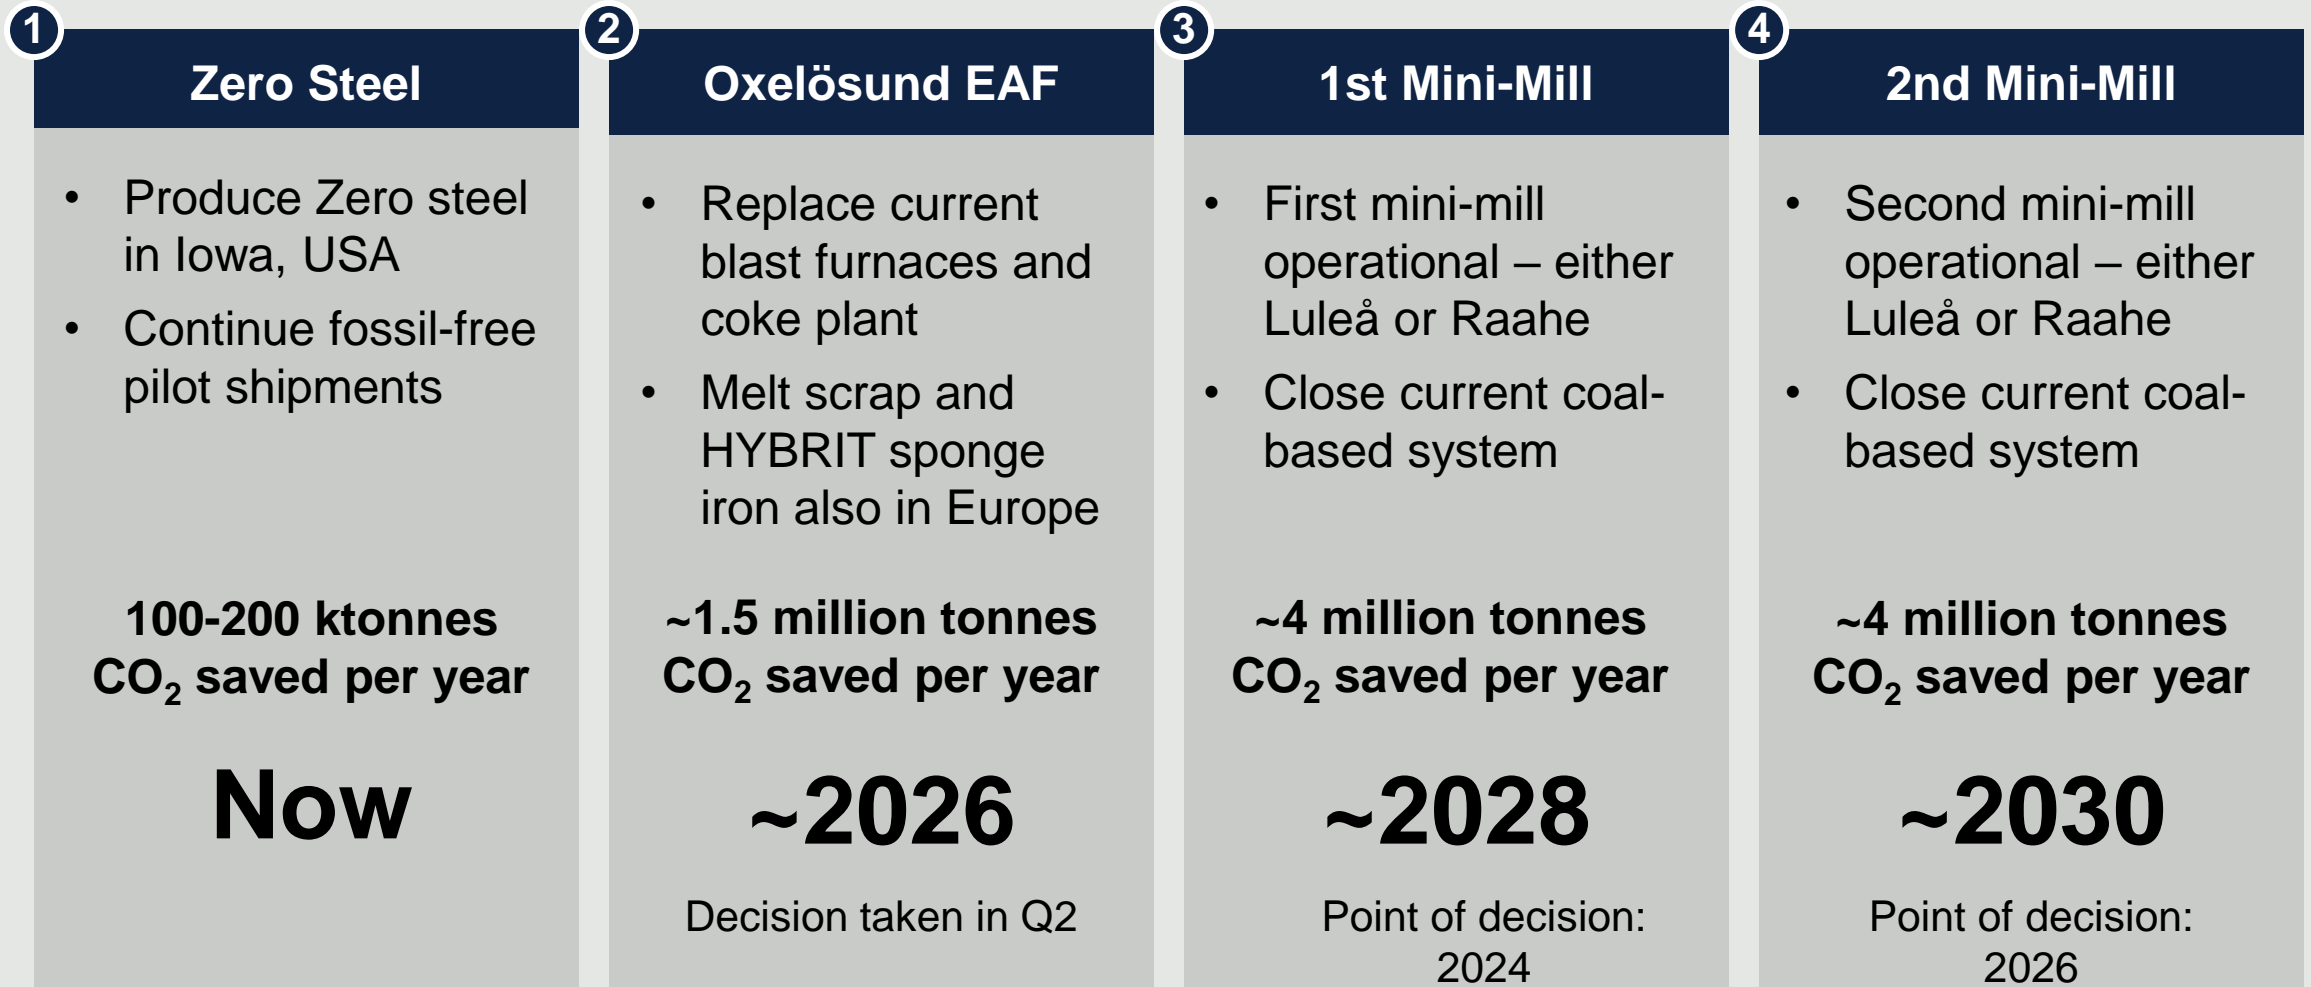 1
Zero Steel
• Produce Zero steel
in Iowa, USA
• Continue fossil-free
pilot shipments
100-200 ktonnes
CO₂ saved per year
Now
2
Oxelösund EAF
• Replace current
blast furnaces and
coke plant
• Melt scrap and
HYBRIT sponge
iron also in Europe
~1.5 million tonnes
CO₂ saved per year
~2026
Decision taken in Q2
3
1st Mini-Mill
• First mini-mill
operational – either
Luleå or Raahe
• Close current coal-
based system
~4 million tonnes
CO₂ saved per year
~2028
Point of decision:
2024
4
2nd Mini-Mill
• Second mini-mill
operational – either
Luleå or Raahe
• Close current coal-
based system
~4 million tonnes
CO₂ saved per year
~2030
Point of decision:
2026